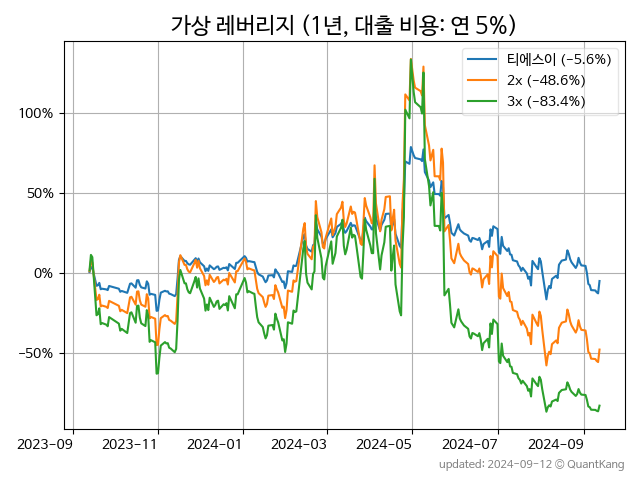 가상 레버리지 (1년, 대출 비용: 연 5%)
티에스이 (−5.6%)
2x (−48.6%)
3x (−83.4%)
100%
50%
0%
−50%
2023-09 2023-11 2024-01 2024-03 2024-05 2024-07 2024-09
updated: 2024-09-12 © QuantKang